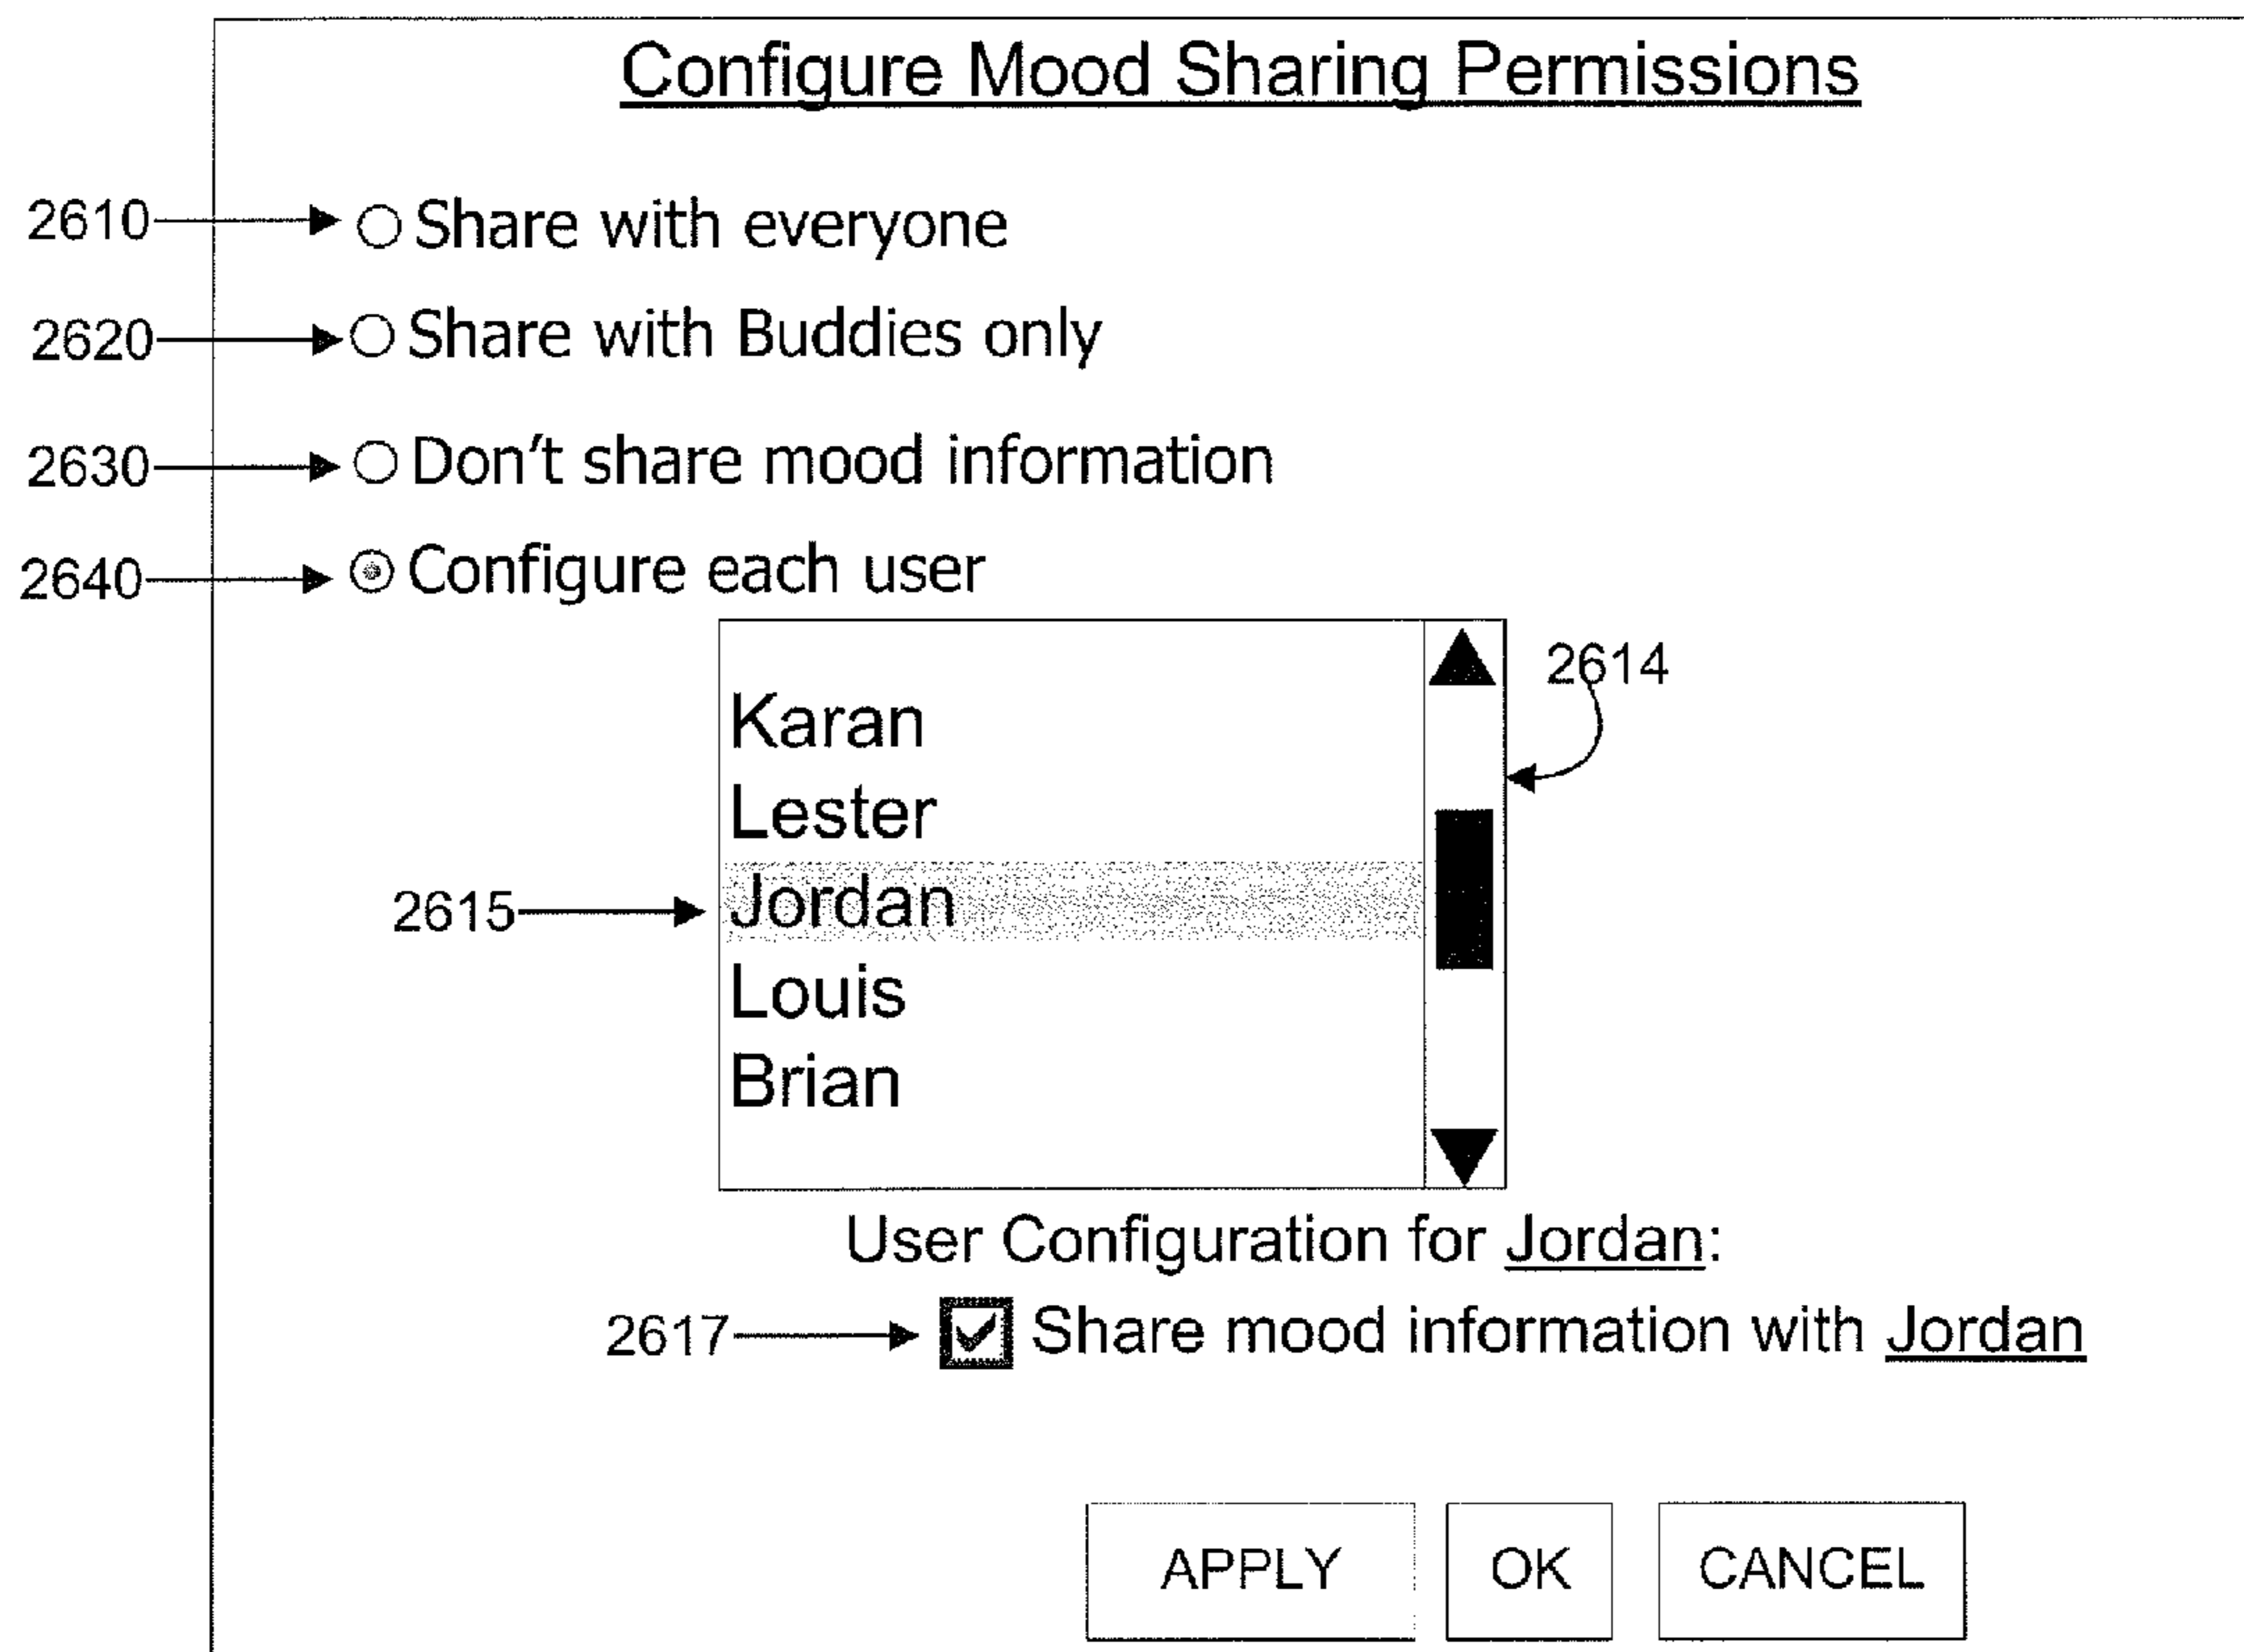 Configure Mood Sharing Permissions
2610 Share with everyone
2620 Share with Buddies only
2630 Don't share mood information
2640 Configure each user
2614
Karan
Lester
2615 Jordan
Louis
Brian
User Configuration for Jordan:
2617 Share mood information with Jordan
APPLY OK CANCEL